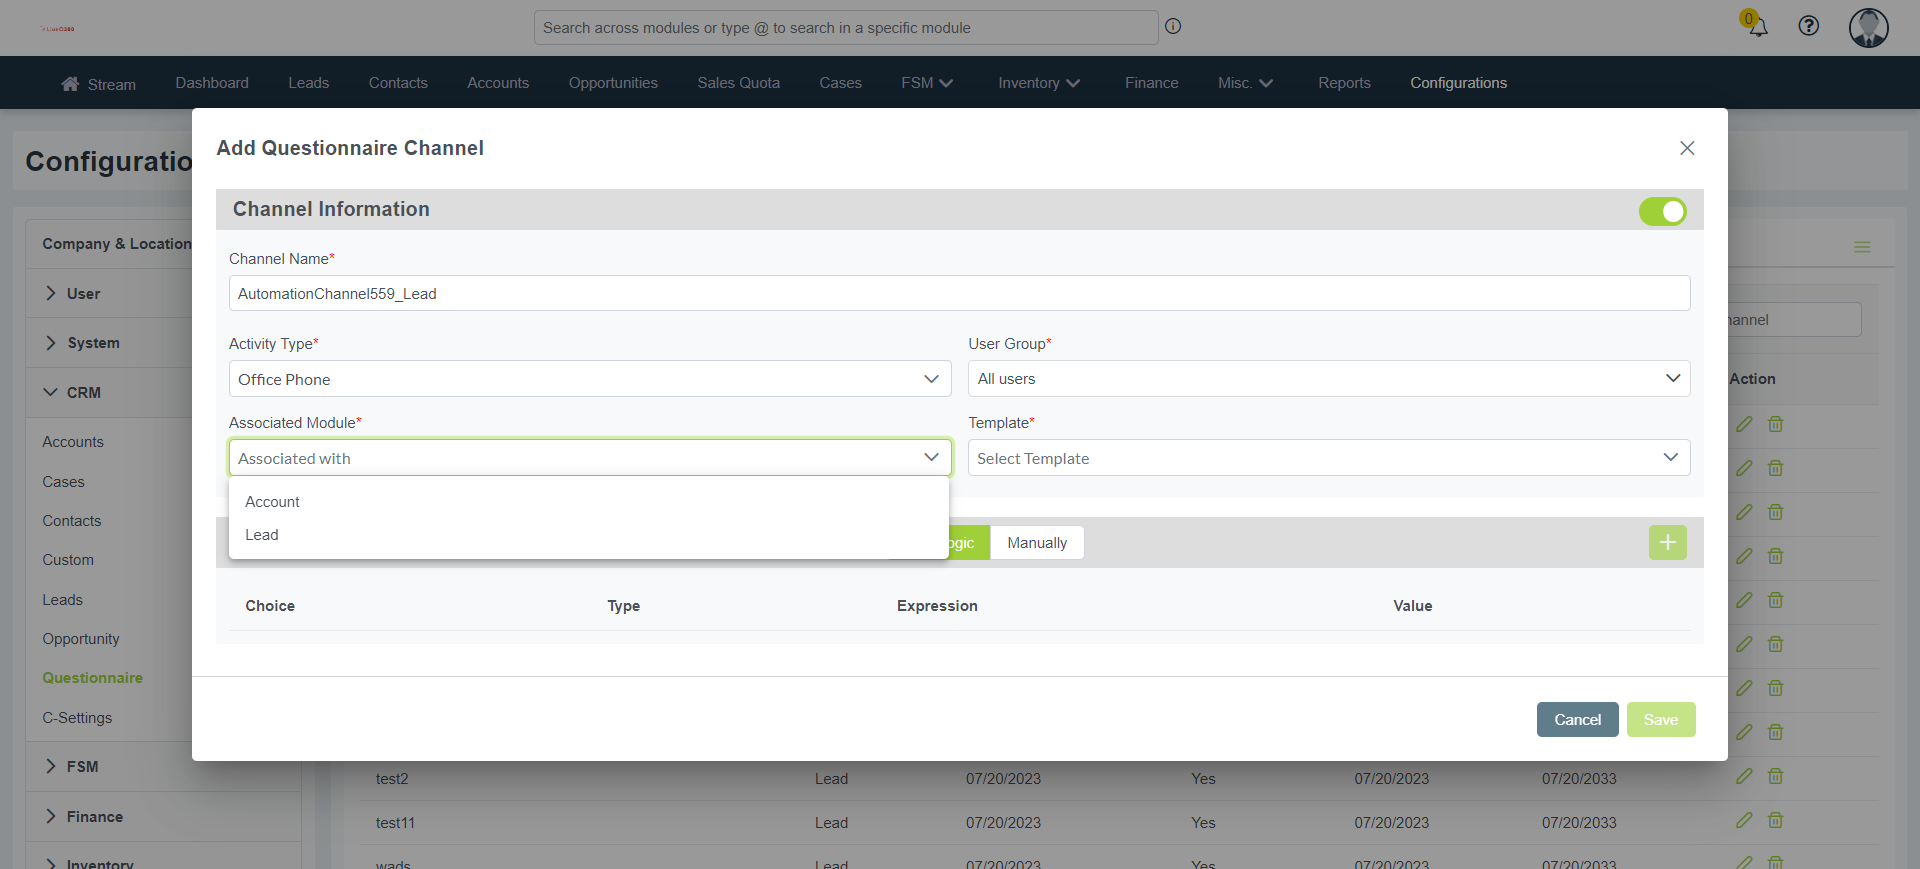 Search across modules or type @ to search in a specific module
0
Stream
Dashboard
Leads
Contacts
Accounts
Opportunities
Sales Quota
Cases
FSM
Inventory
Finance
Misc.
Reports
Configurations
Configuratio
Add Questionnaire Channel
Channel Information
Channel Name*
AutomationChannel559_Lead
Activity Type*
User Group*
Office Phone
All users
Associated Module*
Template*
Associated with
Select Template
Account
Lead
ogic
Manually
Choice
Type
Expression
Value
Cancel
Save
Company & Location
User
System
CRM
Accounts
Cases
Contacts
Custom
Leads
Opportunity
Questionnaire
C-Settings
FSM
Finance
Inventory
hannel
Action
test2
Lead
07/20/2023
Yes
07/20/2023
07/20/2033
test11
Lead
07/20/2023
Yes
07/20/2023
07/20/2033
wads
Lead
07/20/2023
Yes
07/20/2023
07/20/2033